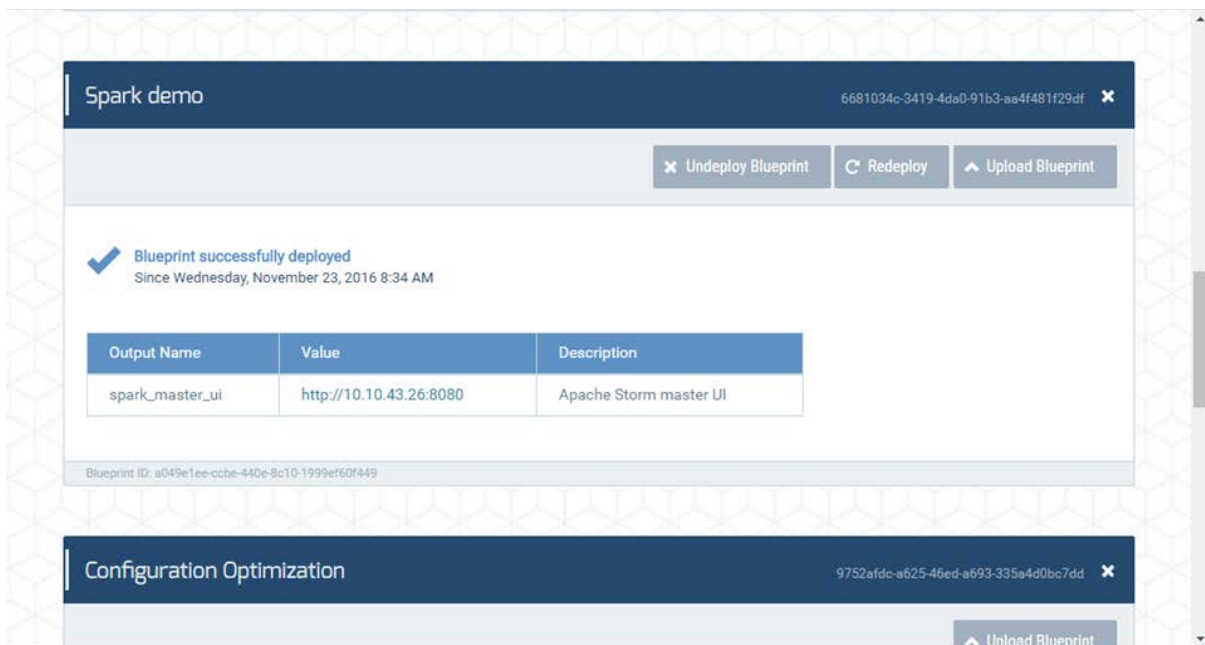 Spark demo
6681034c-3419-4da0-91b3-aa4f481f29df
Undeploy Blueprint
Redeploy
Upload Blueprint
Blueprint successfully deployed
Since Wednesday, November 23, 2016 8:34 AM
Output Name Value Description
spark_master_ui http://10.10.43.26:8080 Apache Storm master UI
Blueprint ID: a049e1ee-ccbe-440e-8c10-1999ef60f449
Configuration Optimization
9752afdc-a625-46ed-a693-335a4d0bc7dd
Upload Blueprint